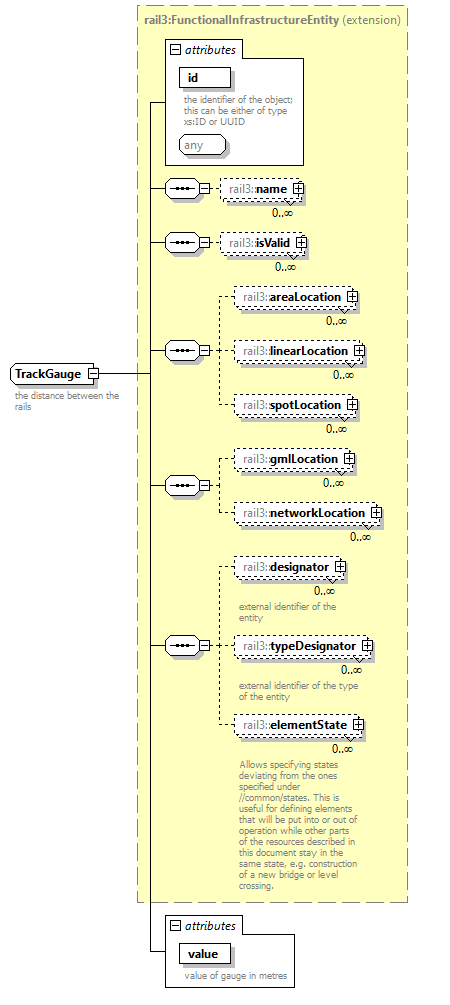 rail3:FunctionalInfrastructureEntity (extension)
attributes
id
the identifier of the object;
this can be either of type
xs:ID or UUID
any
rail3::name
0..∞
rail3::isValid
0..∞
rail3::areaLocation
0..∞
rail3::linearLocation
0..∞
rail3::spotLocation
0..∞
TrackGauge
the distance between the
rails
rail3::gmlLocation
0..∞
rail3::networkLocation
0..∞
rail3::designator
0..∞
external identifier of the
entity
rail3::typeDesignator
0..∞
external identifier of the type
of the entity
rail3::elementState
0..∞
Allows specifying states
deviating from the ones
specified under
//common/states. This is
useful for defining elements
that will be put into or out of
operation while other parts
of the resources described in
this document stay in the
same state, e.g. construction
of a new bridge or level
crossing.
attributes
value
value of gauge in metres